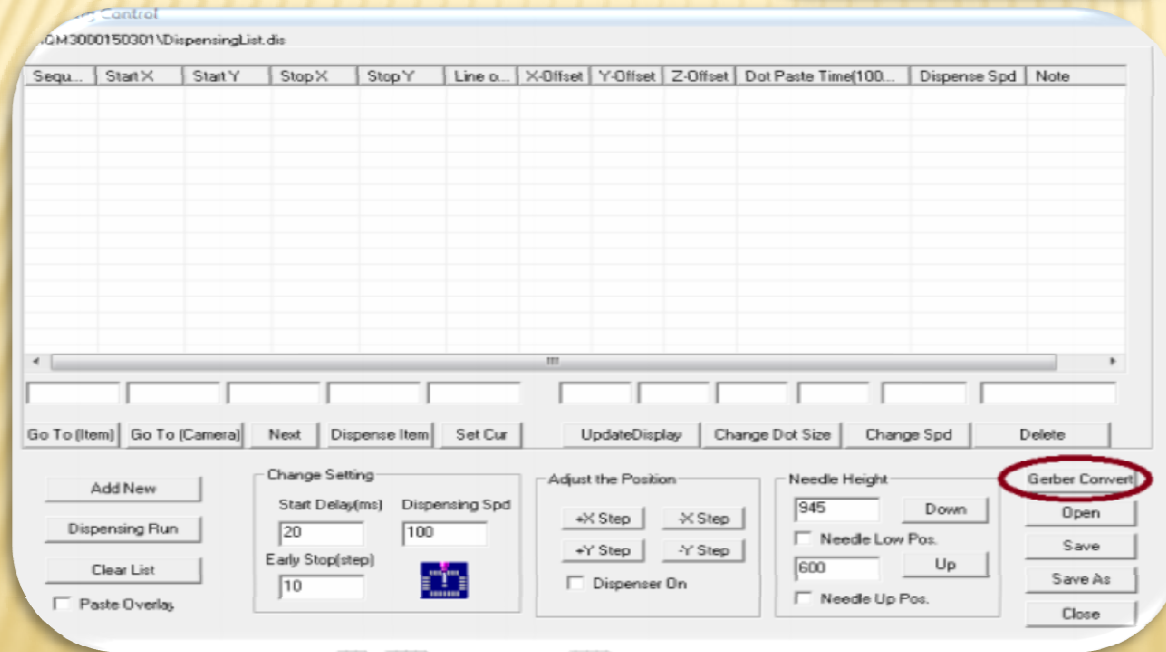 Control
QM3000150301\DispensingList.dis
Sequ... Start X Start Y Stop X Stop Y Line o... X-Offset Y-Offset Z-Offset Dot Paste Time(100... Dispense Spd Note
Go To (Item) Go To (Camera) Next Dispense Item Set Cur UpdateDisplay Change Dot Size Change Spd Delete
Add New
Dispensing Run
Clear List
Paste Overlay
Change Setting
Start Delay(ms) Dispensing Spd
20 100
Early Stop(step)
10
Adjust the Position
+X Step -X Step
+Y Step -Y Step
Dispenser On
Needle Height
945 Down
Needle Low Pos.
600 Up
Needle Up Pos.
Gerber Convert
Open
Save
Save As
Close